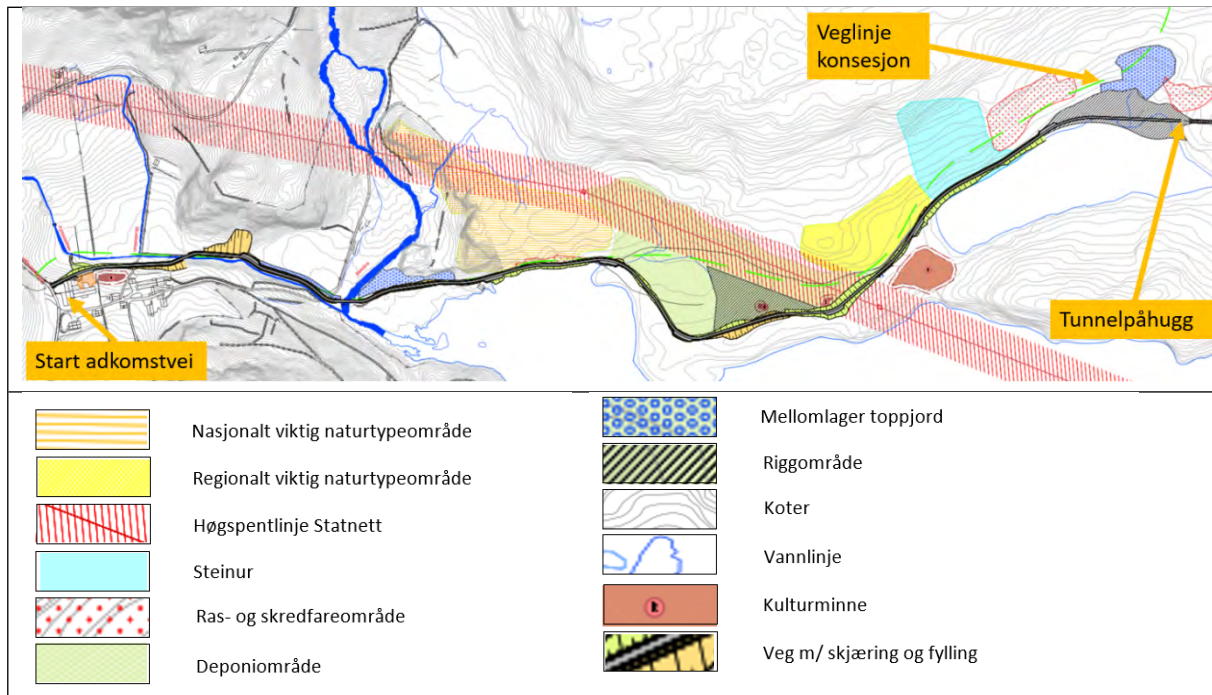 Veglinje
konsesjon
Start adkomstvei
Tunnelpåhugg
Nasjonalt viktig naturtypeområde
Regionalt viktig naturtypeområde
Høgspentlinje Statnett
Steinur
Ras- og skredfareområde
Deponiområde
Mellomlager toppjord
Riggområde
Koter
Vannlinje
Kulturminne
Veg m/ skjæring og fylling